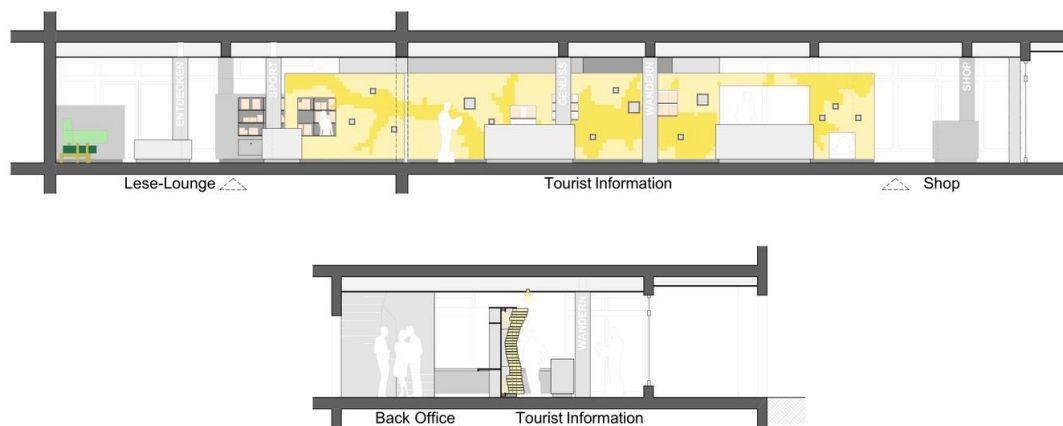 ENTDECKEN
SPORT
GENUSS
WANDERN
SHOP
Lese-Lounge
Tourist Information
Shop
WANDERN
Back Office
Tourist Information